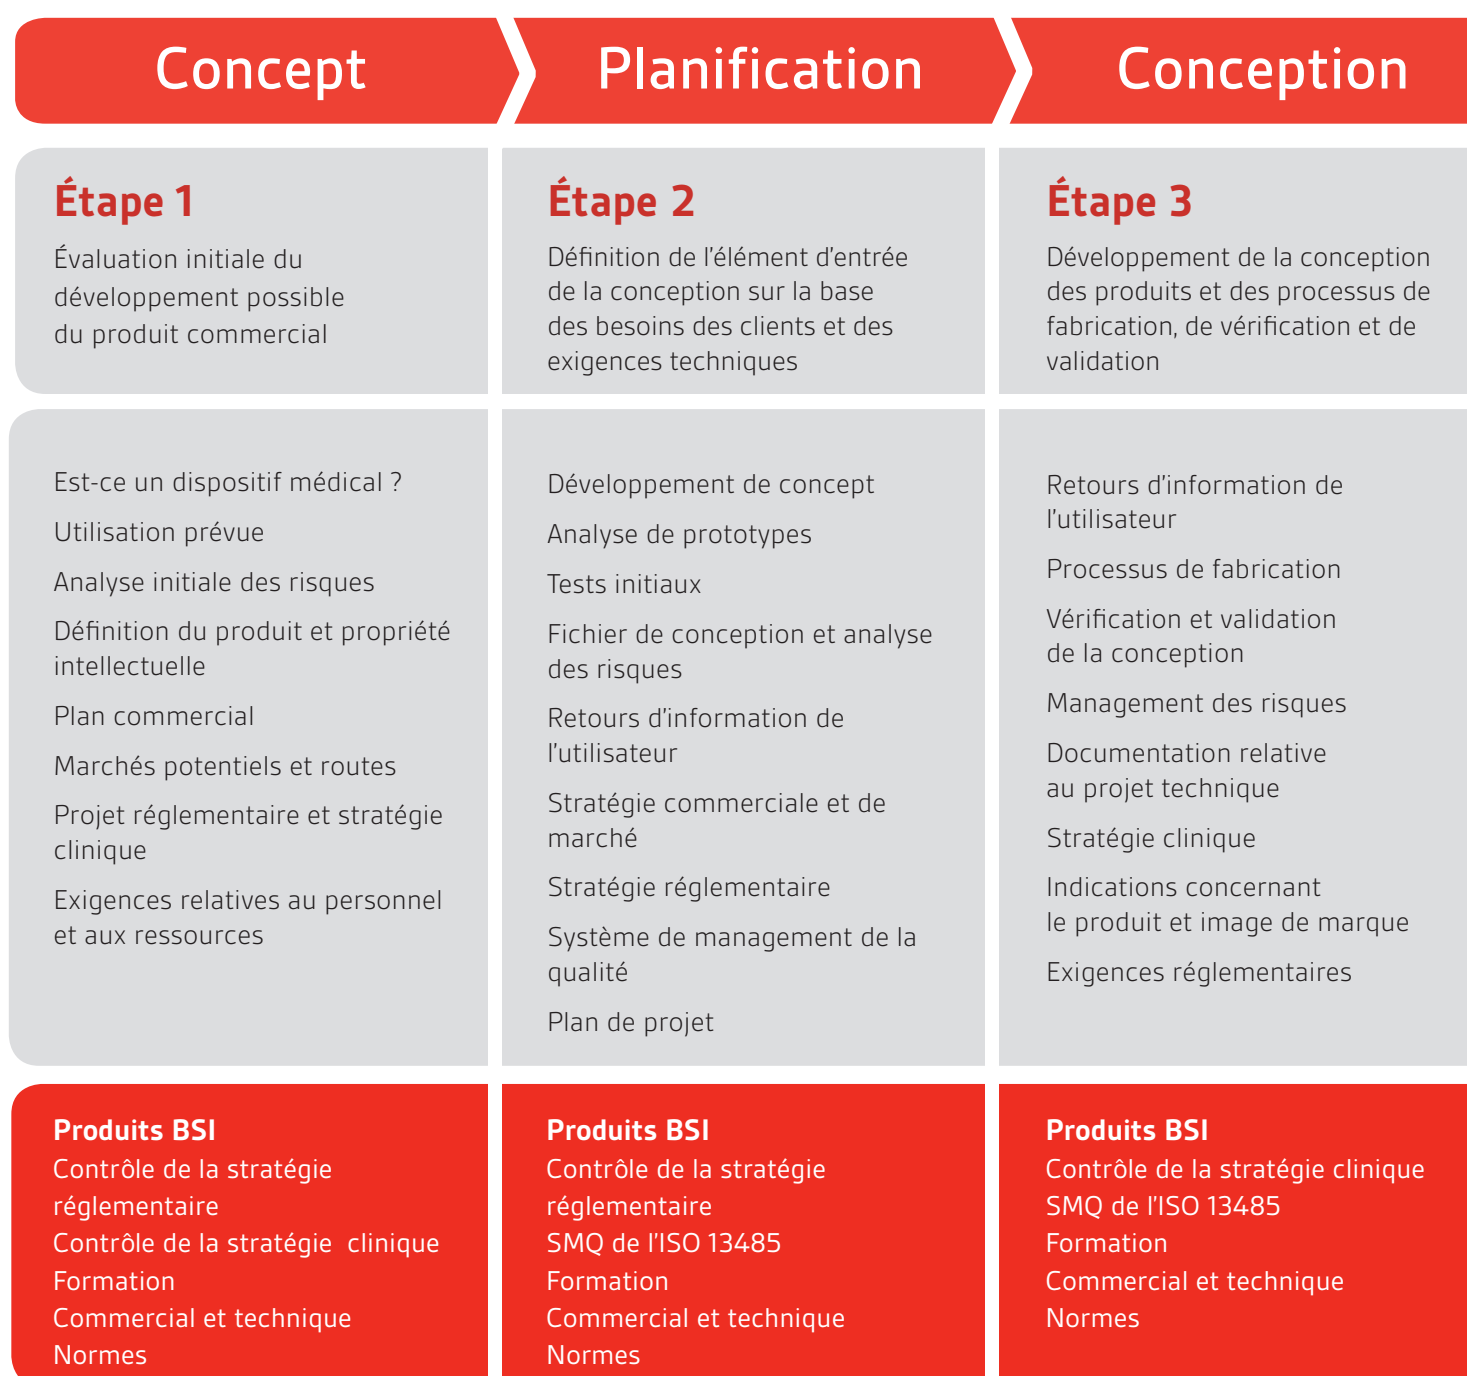 Concept
Planification
Conception
Étape 1
Évaluation initiale du
développement possible
du produit commercial
Étape 2
Définition de l'élément d'entrée
de la conception sur la base
des besoins des clients et des
exigences techniques
Étape 3
Développement de la conception
des produits et des processus de
fabrication, de vérification et de
validation
Est-ce un dispositif médical ?
Utilisation prévue
Analyse initiale des risques
Définition du produit et propriété
intellectuelle
Plan commercial
Marchés potentiels et routes
Projet réglementaire et stratégie
clinique
Exigences relatives au personnel
et aux ressources
Développement de concept
Analyse de prototypes
Tests initiaux
Fichier de conception et analyse
des risques
Retours d'information de
l'utilisateur
Stratégie commerciale et de
marché
Stratégie réglementaire
Système de management de la
qualité
Plan de projet
Retours d'information de
l'utilisateur
Processus de fabrication
Vérification et validation
de la conception
Management des risques
Documentation relative
au projet technique
Stratégie clinique
Indications concernant
le produit et image de marque
Exigences réglementaires
Produits BSI
Contrôle de la stratégie
réglementaire
Contrôle de la stratégie  clinique
Formation
Commercial et technique
Normes
Produits BSI
Contrôle de la stratégie
réglementaire
SMQ de l'ISO 13485
Formation
Commercial et technique
Normes
Produits BSI
Contrôle de la stratégie clinique
SMQ de l'ISO 13485
Formation
Commercial et technique
Normes